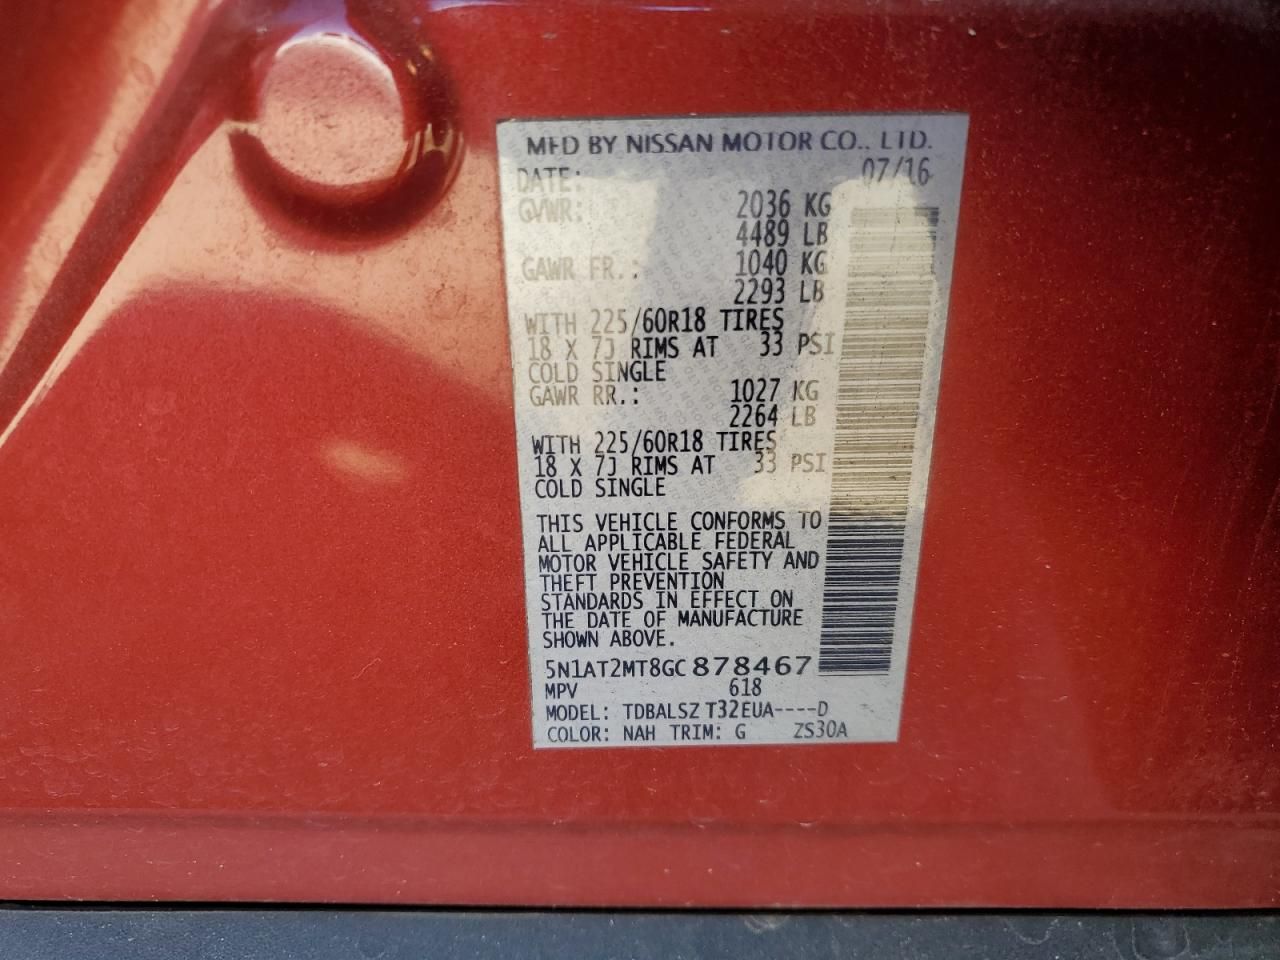 MFD BY NISSAN MOTOR CO., LTD.
DATE: 07/16
GVWR: 2036 KG
4489 LB
GAWR FR.: 1040 KG
2293 LB
WITH 225/60R18 TIRES
18 X 7J RIMS AT 33 PSI
COLD SINGLE
GAWR RR.: 1027 KG
2264 LB
WITH 225/60R18 TIRES
18 X 7J RIMS AT 33 PSI
COLD SINGLE
THIS VEHICLE CONFORMS TO
ALL APPLICABLE FEDERAL
MOTOR VEHICLE SAFETY AND
THEFT PREVENTION
STANDARDS IN EFFECT ON
THE DATE OF MANUFACTURE
SHOWN ABOVE.
5N1AT2MT8GC878467
MPV 618
MODEL: TDBALSZ T32EUA----D
COLOR: NAH TRIM: G ZS30A